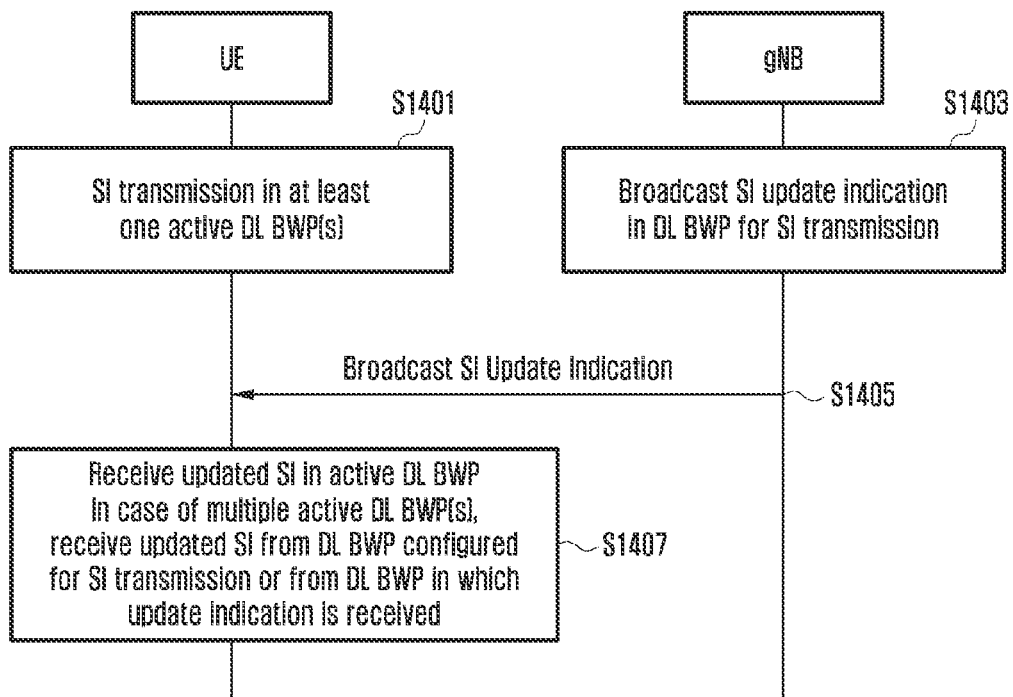 UE
gNB
S1401
S1403
SI transmission in at least
one active DL BWP(s)
Broadcast SI update indication
in DL BWP for SI transmission
Broadcast SI Update Indication
S1405
Receive updated SI in active DL BWP
In case of multiple active DL BWP(s),
receive updated SI from DL BWP configured
for SI transmission or from DL BWP in which
update indication is received
S1407